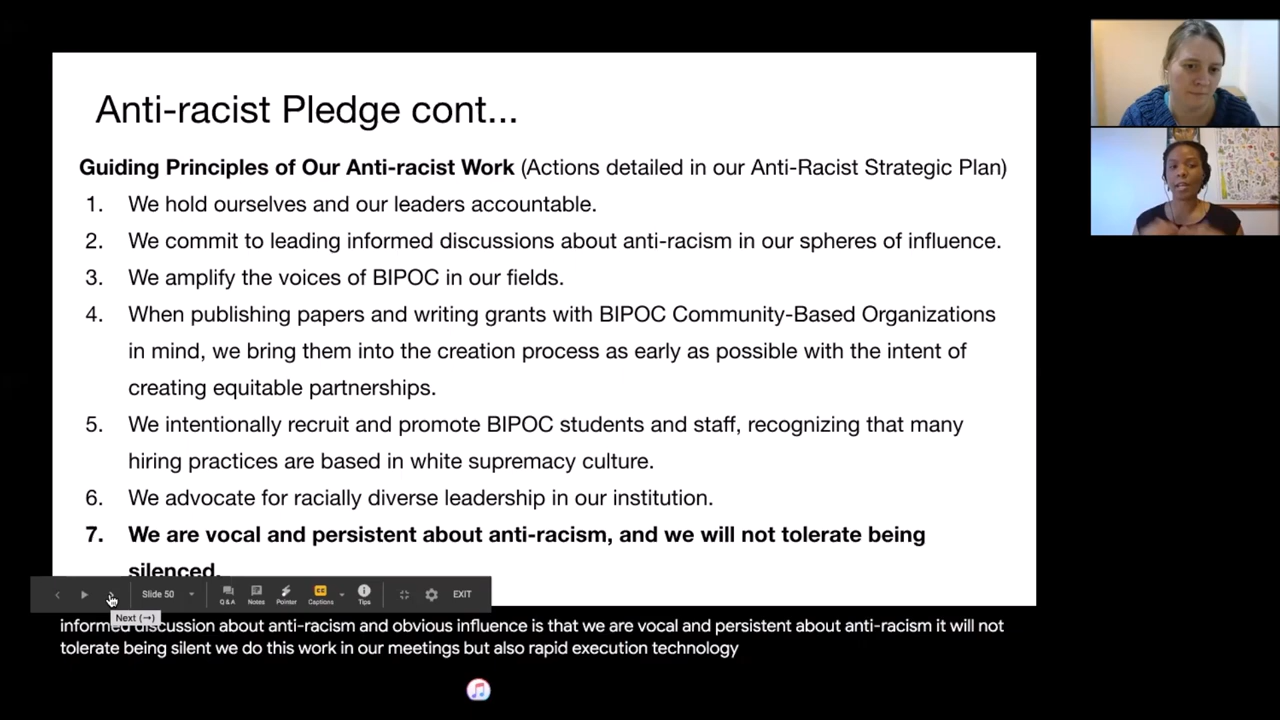 Anti-racist Pledge cont...
Guiding Principles of Our Anti-racist Work (Actions detailed in our Anti-Racist Strategic Plan)
1. We hold ourselves and our leaders accountable.
2. We commit to leading informed discussions about anti-racism in our spheres of influence.
3. We amplify the voices of BIPOC in our fields.
4. When publishing papers and writing grants with BIPOC Community-Based Organizations
in mind, we bring them into the creation process as early as possible with the intent of
creating equitable partnerships.
5. We intentionally recruit and promote BIPOC students and staff, recognizing that many
hiring practices are based in white supremacy culture.
6. We advocate for racially diverse leadership in our institution.
7. We are vocal and persistent about anti-racism, and we will not tolerate being
silenced.
Slide 50 Q&A Notes Pointer CC Captions Tips EXIT
Next (→)
informed discussion about anti-racism and obvious influence is that we are vocal and persistent about anti-racism it will not
tolerate being silent we do this work in our meetings but also rapid execution technology